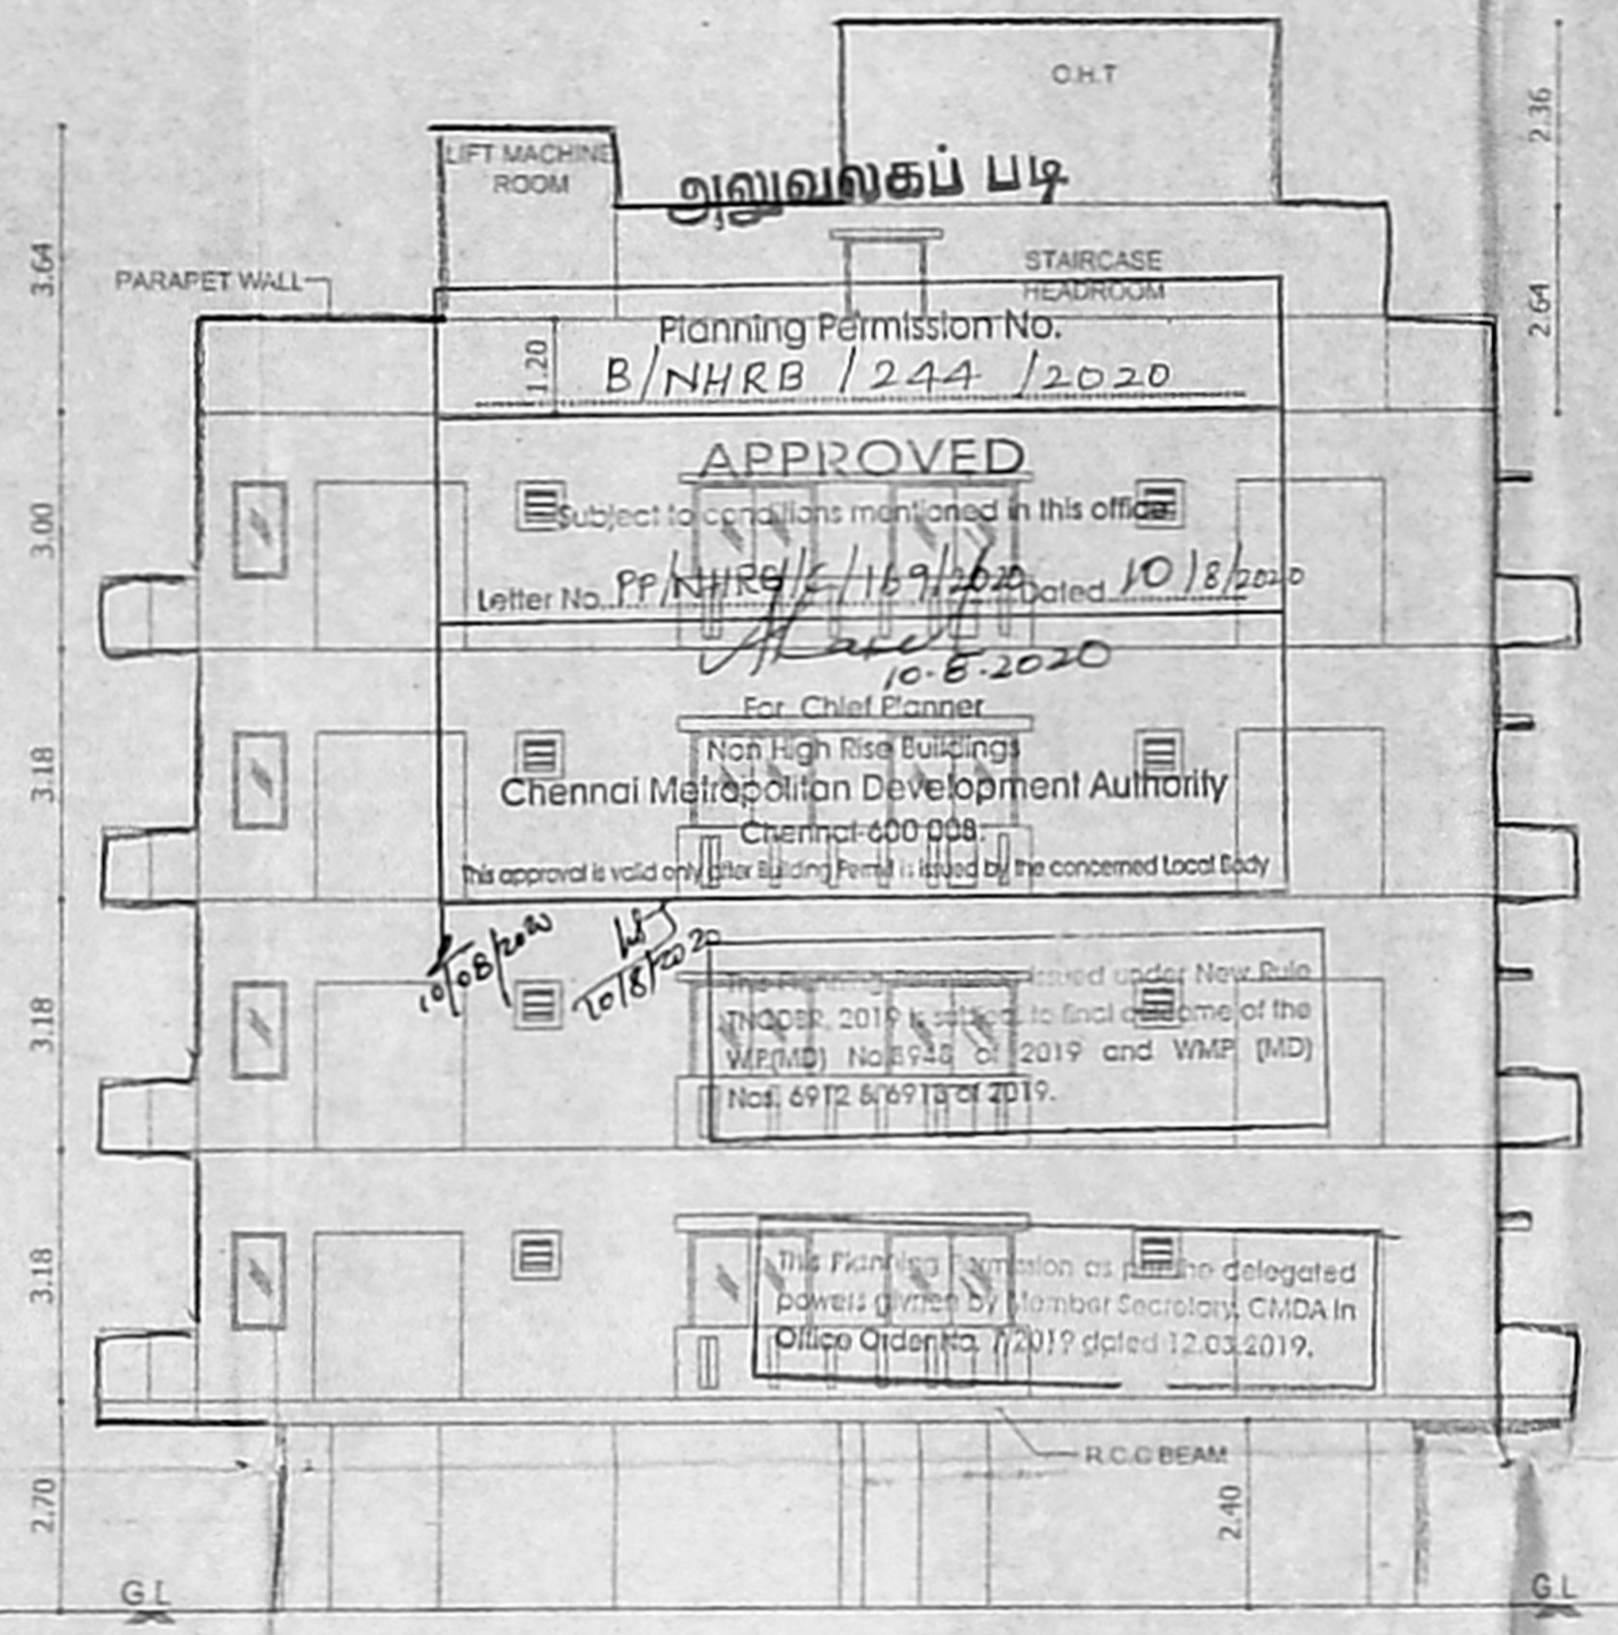 O.H.T
2.36
LIFT MACHINE
ROOM
அலுவலகப் படி
3.64
PARAPET WALL
STAIRCASE
HEADROOM
2.64
Planning Permission No.
1.20
B/NHRB/244/2020
APPROVED
Subject to conditions mentioned in this office
3.00
Letter No. PP/NHRB/C/169/2020 Dated 10/8/2020
10.8.2020
For Chief Planner
Non High Rise Buildings
3.18
Chennai Metropolitan Development Authority
Chennai-600 008.
This approval is valid only after Building Permit is issued by the concerned Local Body
10/08/2020
10/8/2020
This Planning Permission issued under New Rule
TNCDBR, 2019 is subject to final outcome of the
3.18
W.P(MD) No.8948 of 2019 and WMP (MD)
Nos. 6912 & 6913 of 2019.
This Planning Permission as per the delegated
3.18
powers given by Member Secretary, CMDA in
Office Order No. 7/2019 dated 12.03.2019.
R.C.C BEAM
2.70
2.40
G.L
G.L